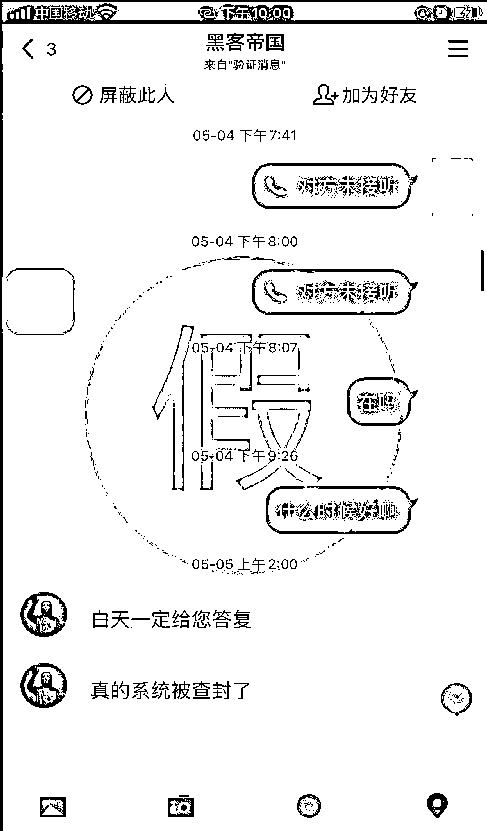 中国移动 下午10:00
3 黑客帝国
来自"验证消息"
屏蔽此人 加为好友
05-04 下午7:41
对方未接听
05-04 下午8:00
对方未接听
05-04 下午8:07
假
在吗
05-04 下午9:26
什么时候好啊
05-05 上午2:00
白天一定给您答复
真的系统被查封了